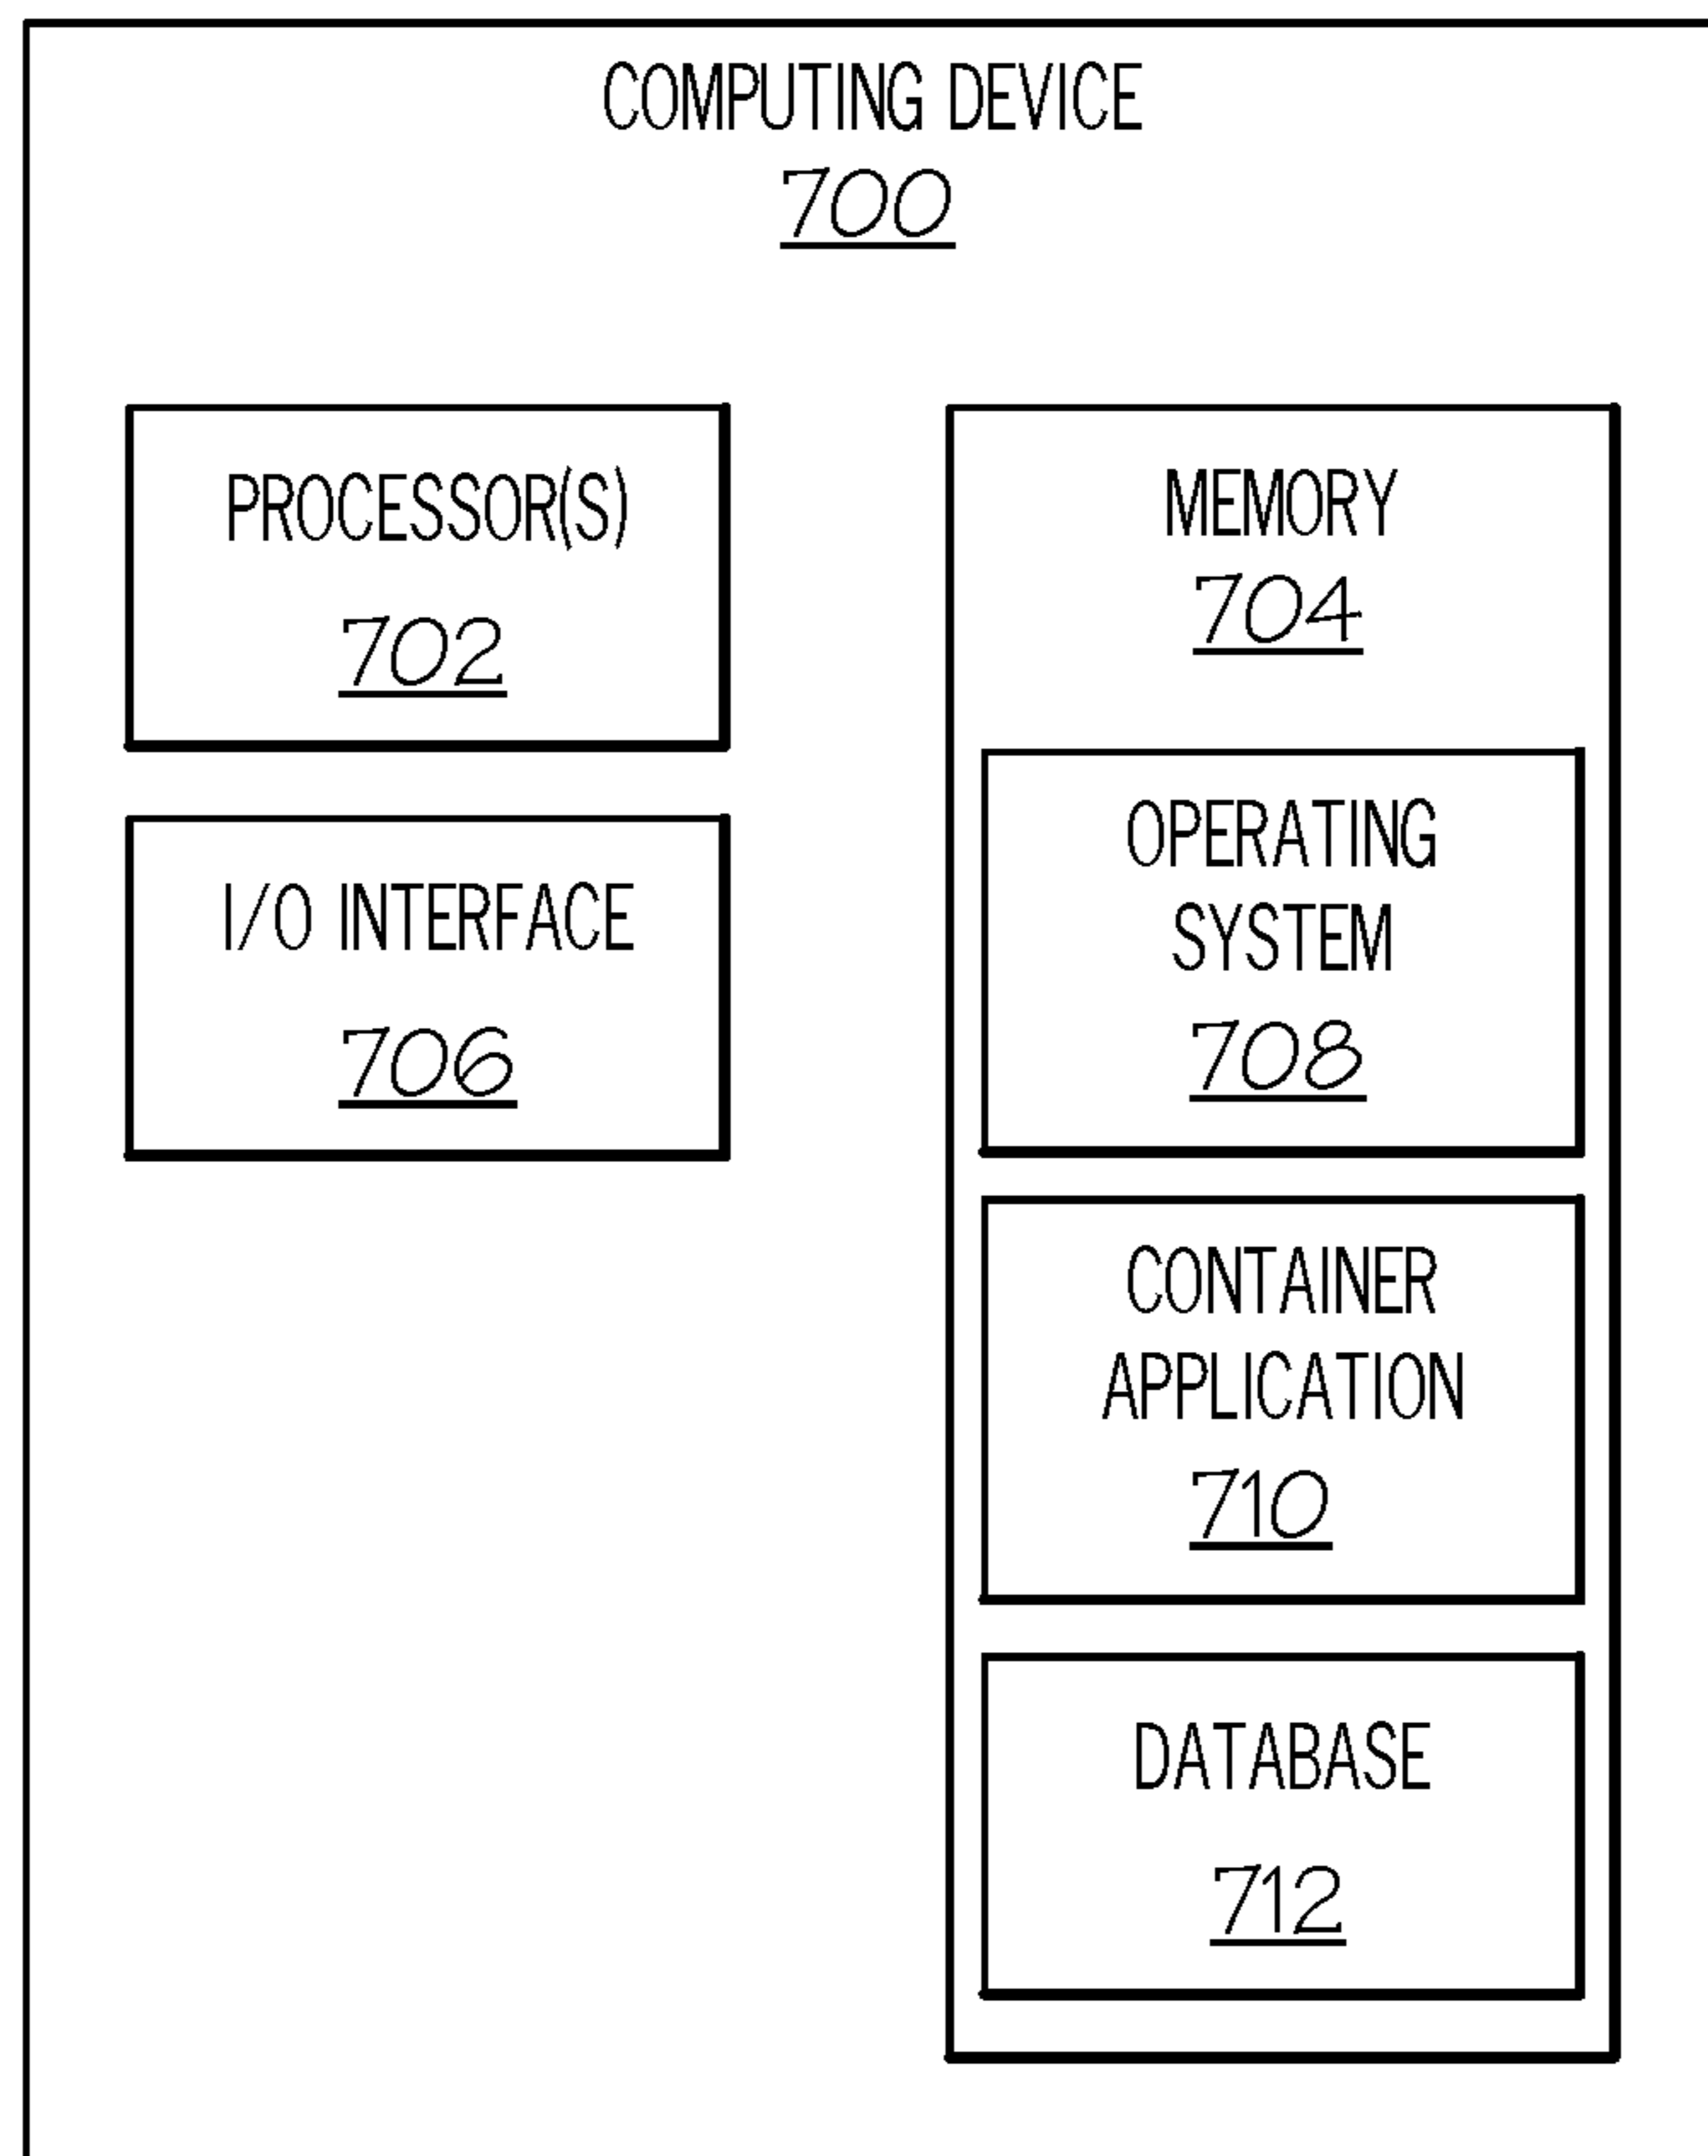 COMPUTING DEVICE
700
PROCESSOR(S)
702
I/O INTERFACE
706
MEMORY
704
OPERATING
SYSTEM
708
CONTAINER
APPLICATION
710
DATABASE
712